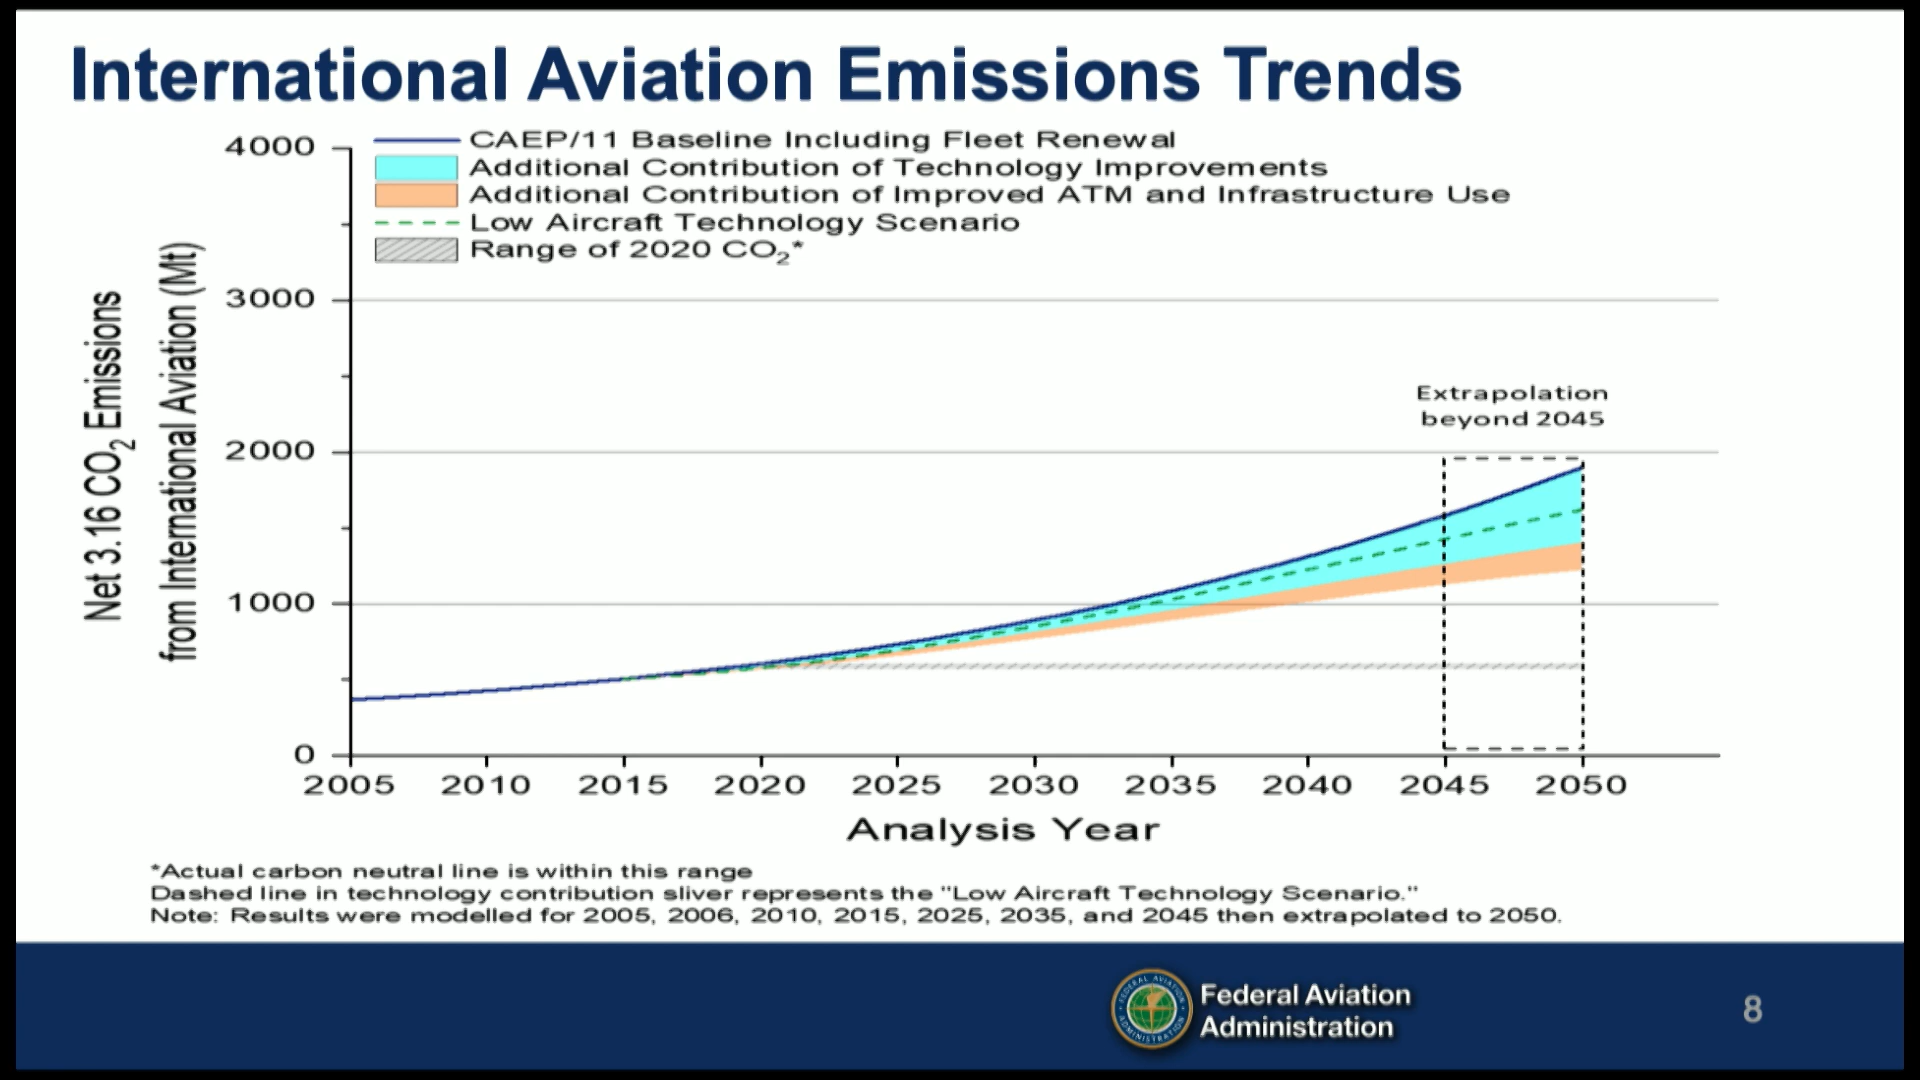 International Aviation Emissions Trends
CAEP/11 Baseline Including Fleet Renewal
Additional Contribution of Technology Improvements
Additional Contribution of Improved ATM and Infrastructure Use
Low Aircraft Technology Scenario
Range of 2020 CO₂*
Net 3.16 CO₂ Emissions
from International Aviation (Mt)
4000
3000
2000
1000
0
Extrapolation
beyond 2045
2005 2010 2015 2020 2025 2030 2035 2040 2045 2050
Analysis Year
*Actual carbon neutral line is within this range
Dashed line in technology contribution sliver represents the "Low Aircraft Technology Scenario."
Note: Results were modelled for 2005, 2006, 2010, 2015, 2025, 2035, and 2045 then extrapolated to 2050.
FEDERAL AVIATION
ADMINISTRATION
Federal Aviation
Administration
8